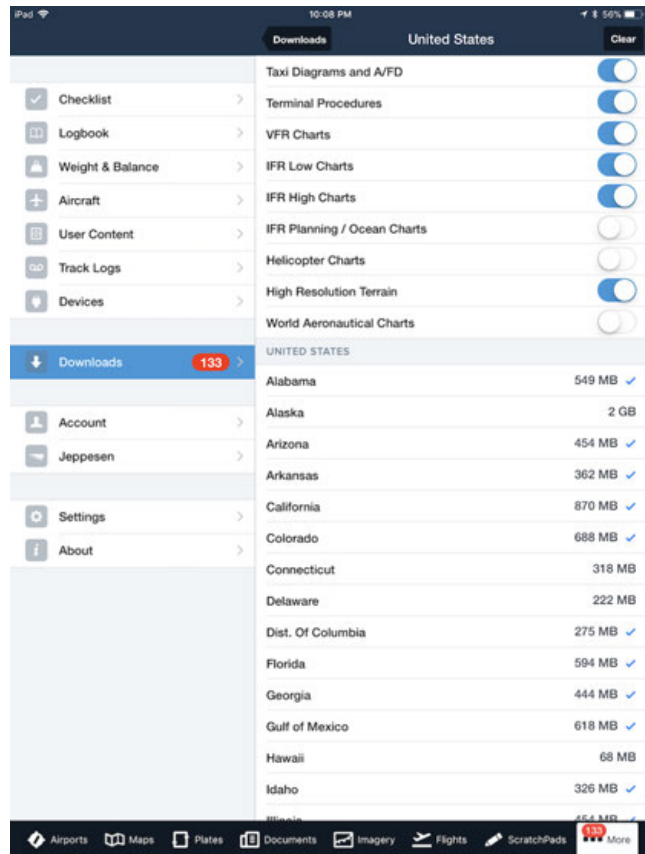 iPad 10:08 PM 56%
Downloads United States Clear
Checklist
Logbook
Weight & Balance
Aircraft
User Content
Track Logs
Devices
Downloads 133
Account
Jeppesen
Settings
About
Taxi Diagrams and A/FD
Terminal Procedures
VFR Charts
IFR Low Charts
IFR High Charts
IFR Planning / Ocean Charts
Helicopter Charts
High Resolution Terrain
World Aeronautical Charts
UNITED STATES
Alabama 549 MB
Alaska 2 GB
Arizona 454 MB
Arkansas 362 MB
California 870 MB
Colorado 688 MB
Connecticut 318 MB
Delaware 222 MB
Dist. Of Columbia 275 MB
Florida 594 MB
Georgia 444 MB
Gulf of Mexico 618 MB
Hawaii 68 MB
Idaho 326 MB
Illinois 454 MB
Airports Maps Plates Documents Imagery Flights ScratchPads 133 More